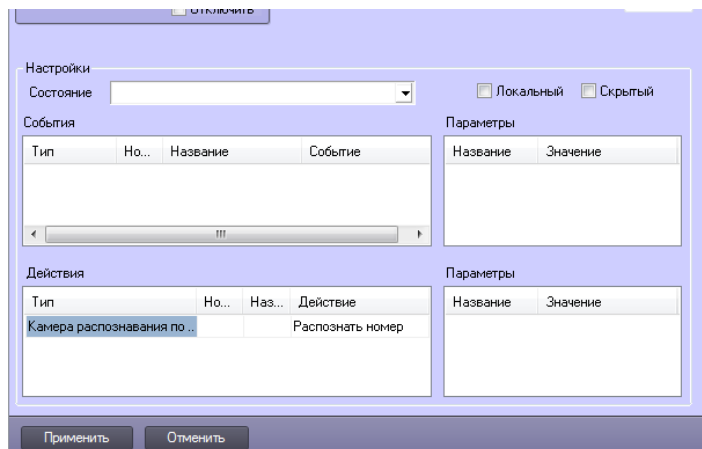 Отключить
Настройки
Состояние
Локальный Скрытый
События Параметры
Тип Но... Название Событие Название Значение
Действия Параметры
Тип Но... Наз... Действие Название Значение
Камера распознавания по .. Распознать номер
Применить Отменить